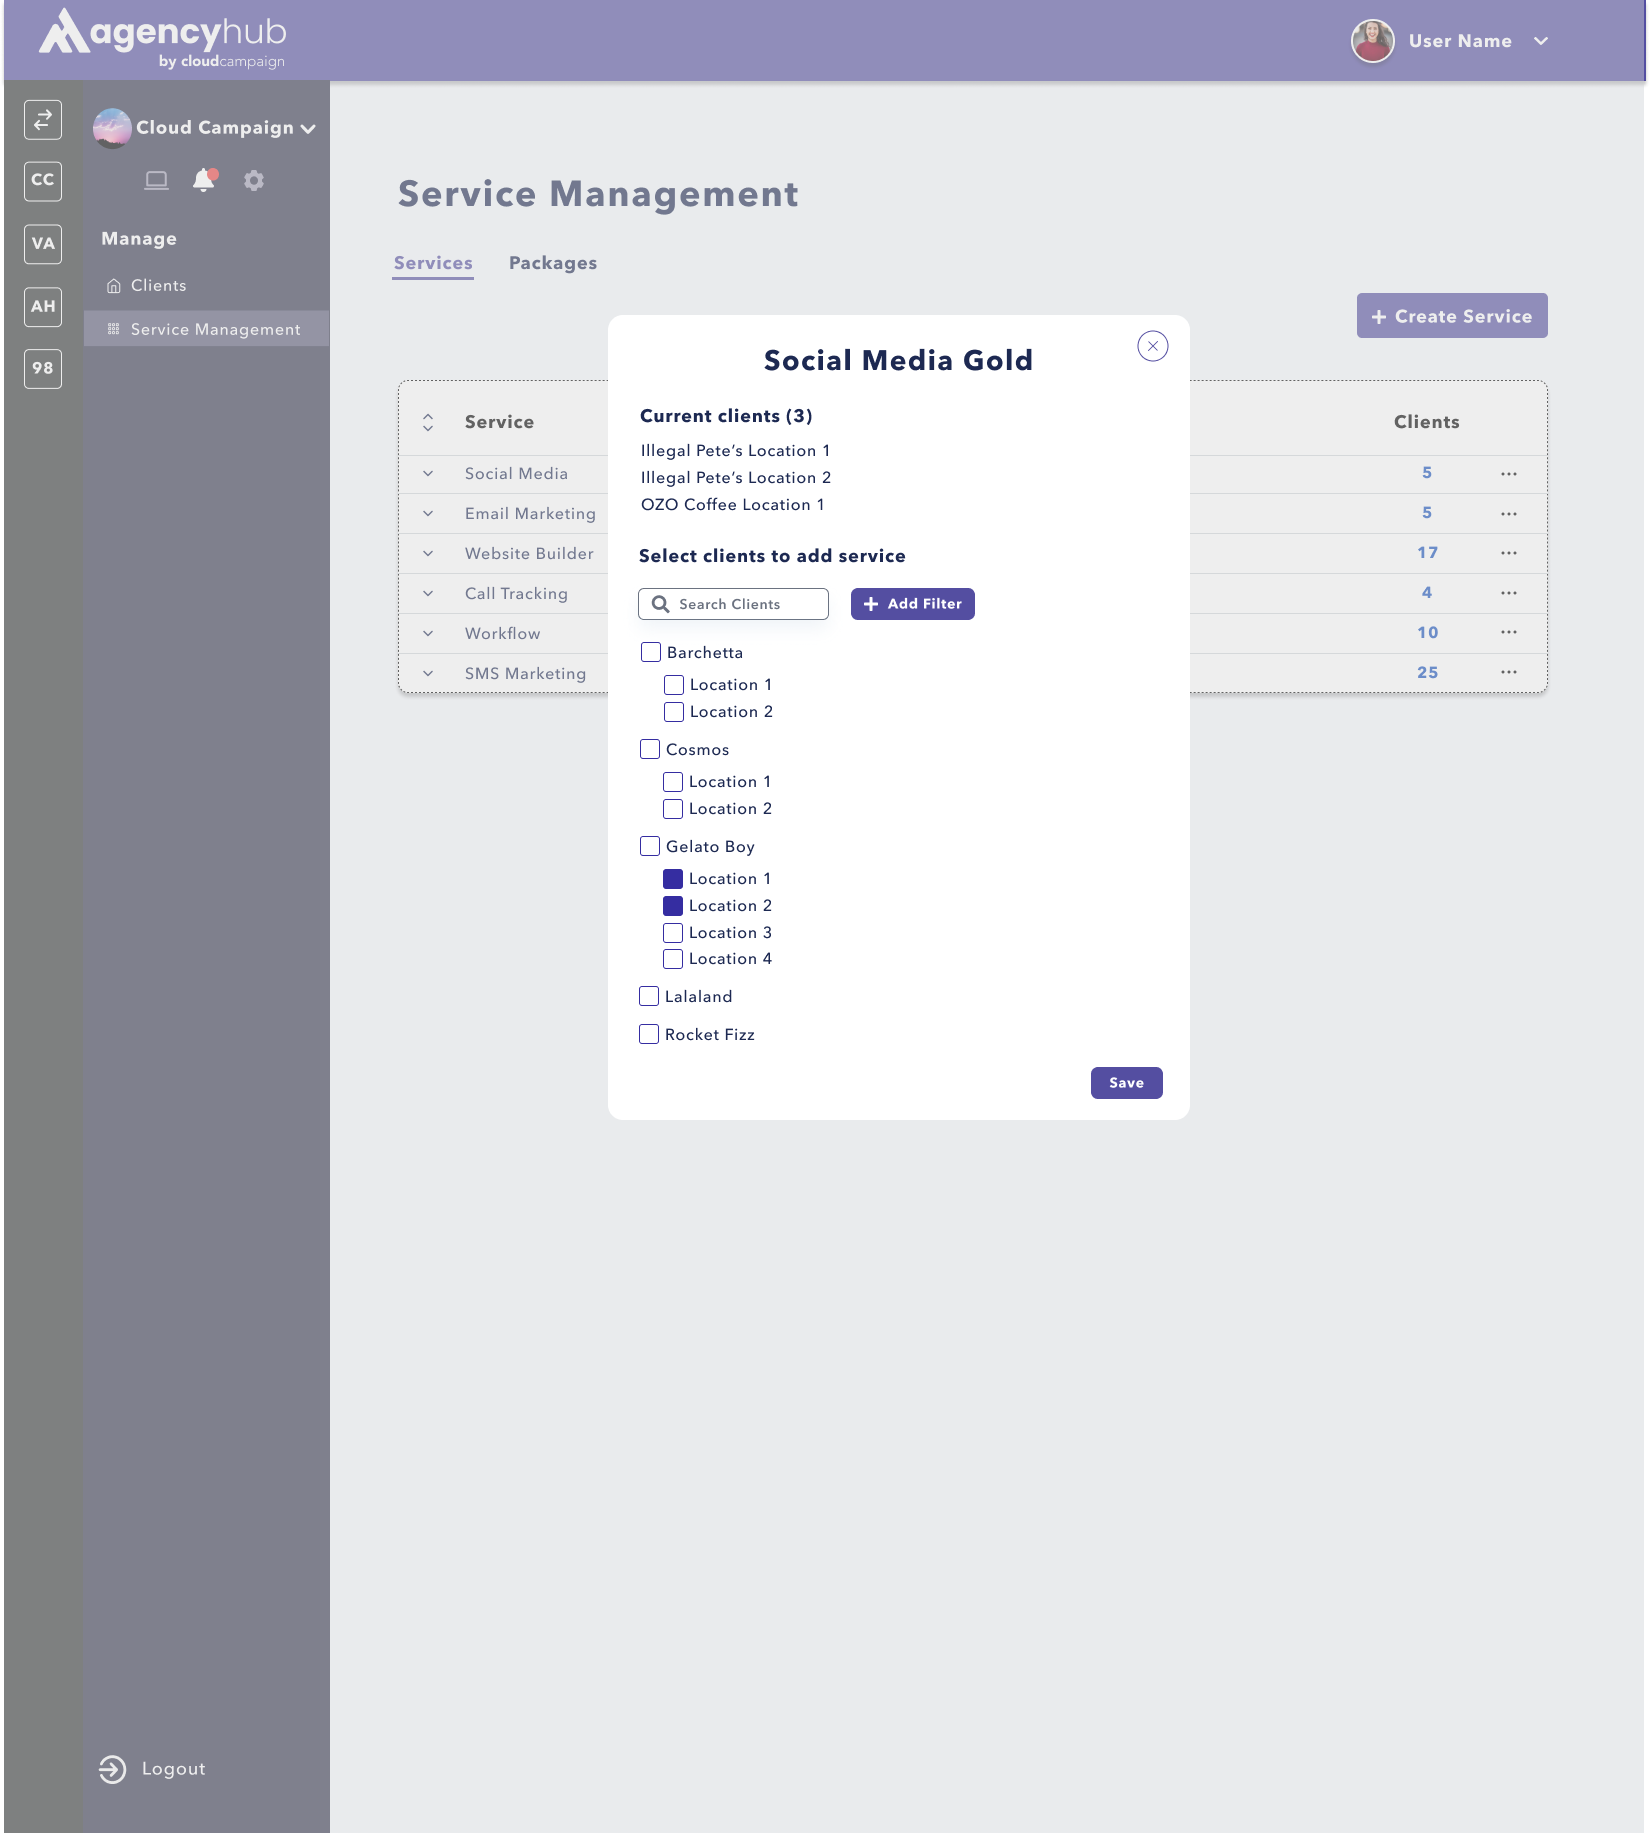 agencyhub
by cloudcampaign
User Name
CC
VA
AH
98
Cloud Campaign
Manage
Clients
Service Management
Logout
Service Management
Services Packages
+ Create Service
Service Clients
Social Media 5 ...
Email Marketing 5 ...
Website Builder 17 ...
Call Tracking 4 ...
Workflow 10 ...
SMS Marketing 25 ...
Social Media Gold
Current clients (3)
Illegal Pete’s Location 1
Illegal Pete’s Location 2
OZO Coffee Location 1
Select clients to add service
Search Clients + Add Filter
Barchetta
Location 1
Location 2
Cosmos
Location 1
Location 2
Gelato Boy
Location 1
Location 2
Location 3
Location 4
Lalaland
Rocket Fizz
Save